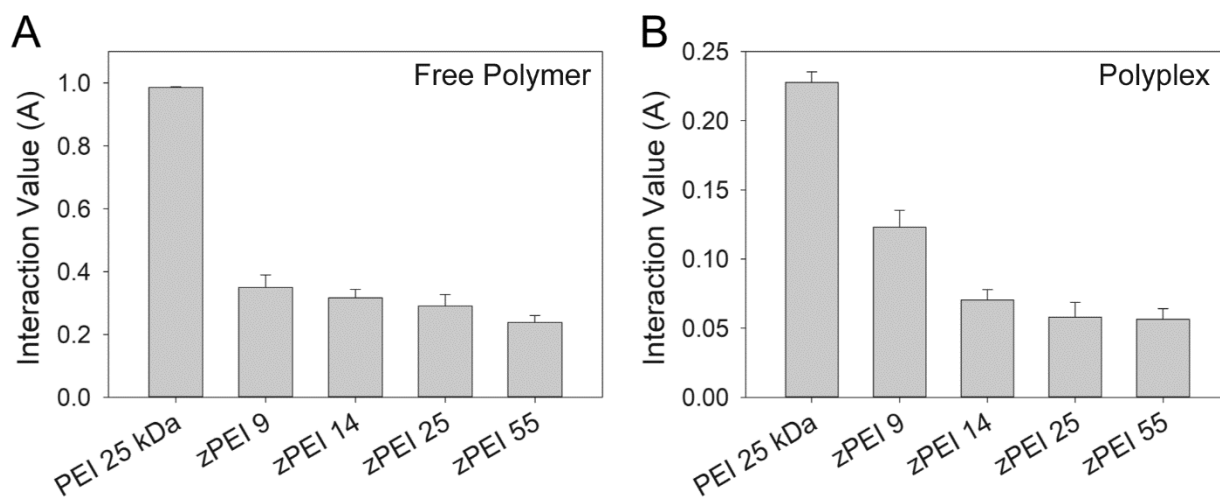 A
Free Polymer
Interaction Value (A)
1.0
0.8
0.6
0.4
0.2
0.0
PEI 25 kDa
zPEI 9
zPEI 14
zPEI 25
zPEI 55
B
Polyplex
Interaction Value (A)
0.25
0.20
0.15
0.10
0.05
0.00
PEI 25 kDa
zPEI 9
zPEI 14
zPEI 25
zPEI 55